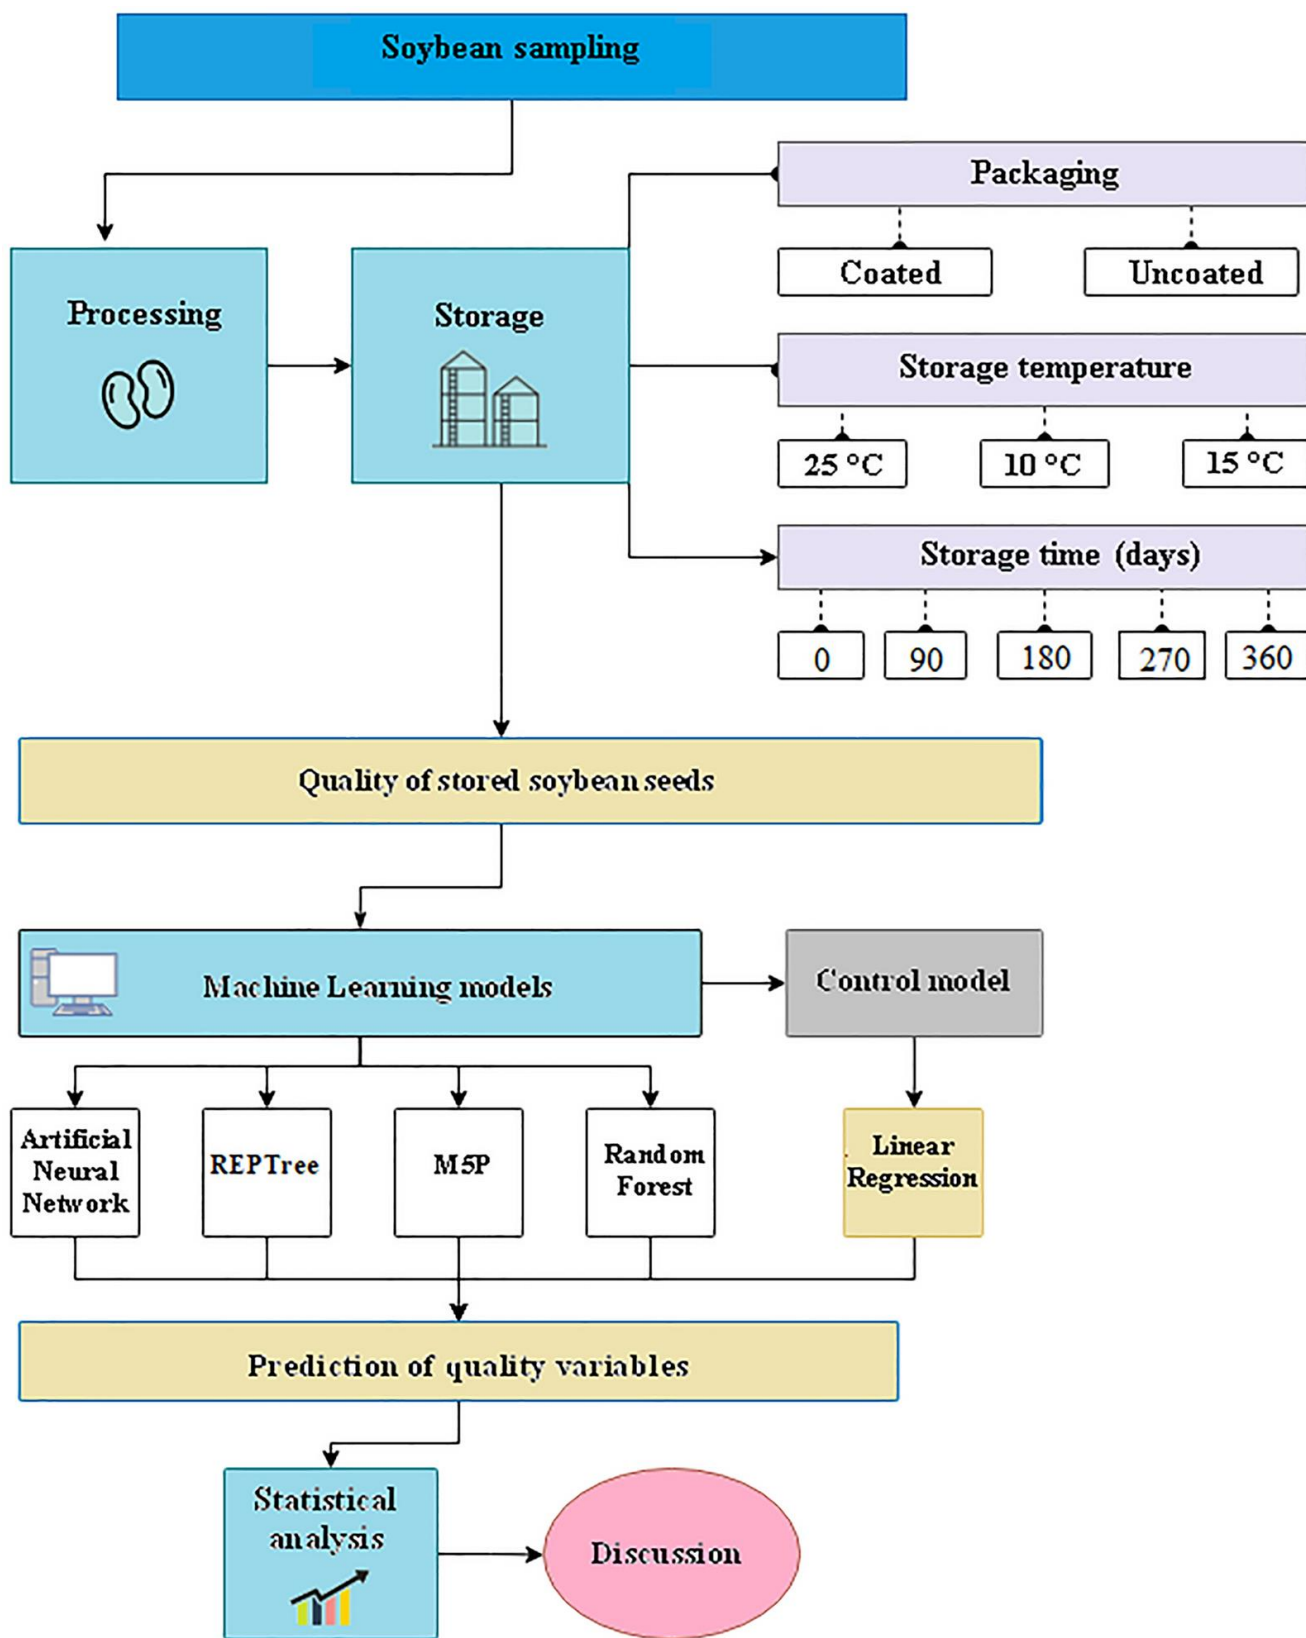 Soybean sampling
Packaging
Coated
Uncoated
Processing
Storage
Storage temperature
25 °C
10 °C
15 °C
Storage time (days)
0
90
180
270
360
Quality of stored soybean seeds
Machine Learning models
Control model
Artificial
Neural
Network
REPTree
M5P
Random
Forest
Linear
Regression
Prediction of quality variables
Statistical
analysis
Discussion